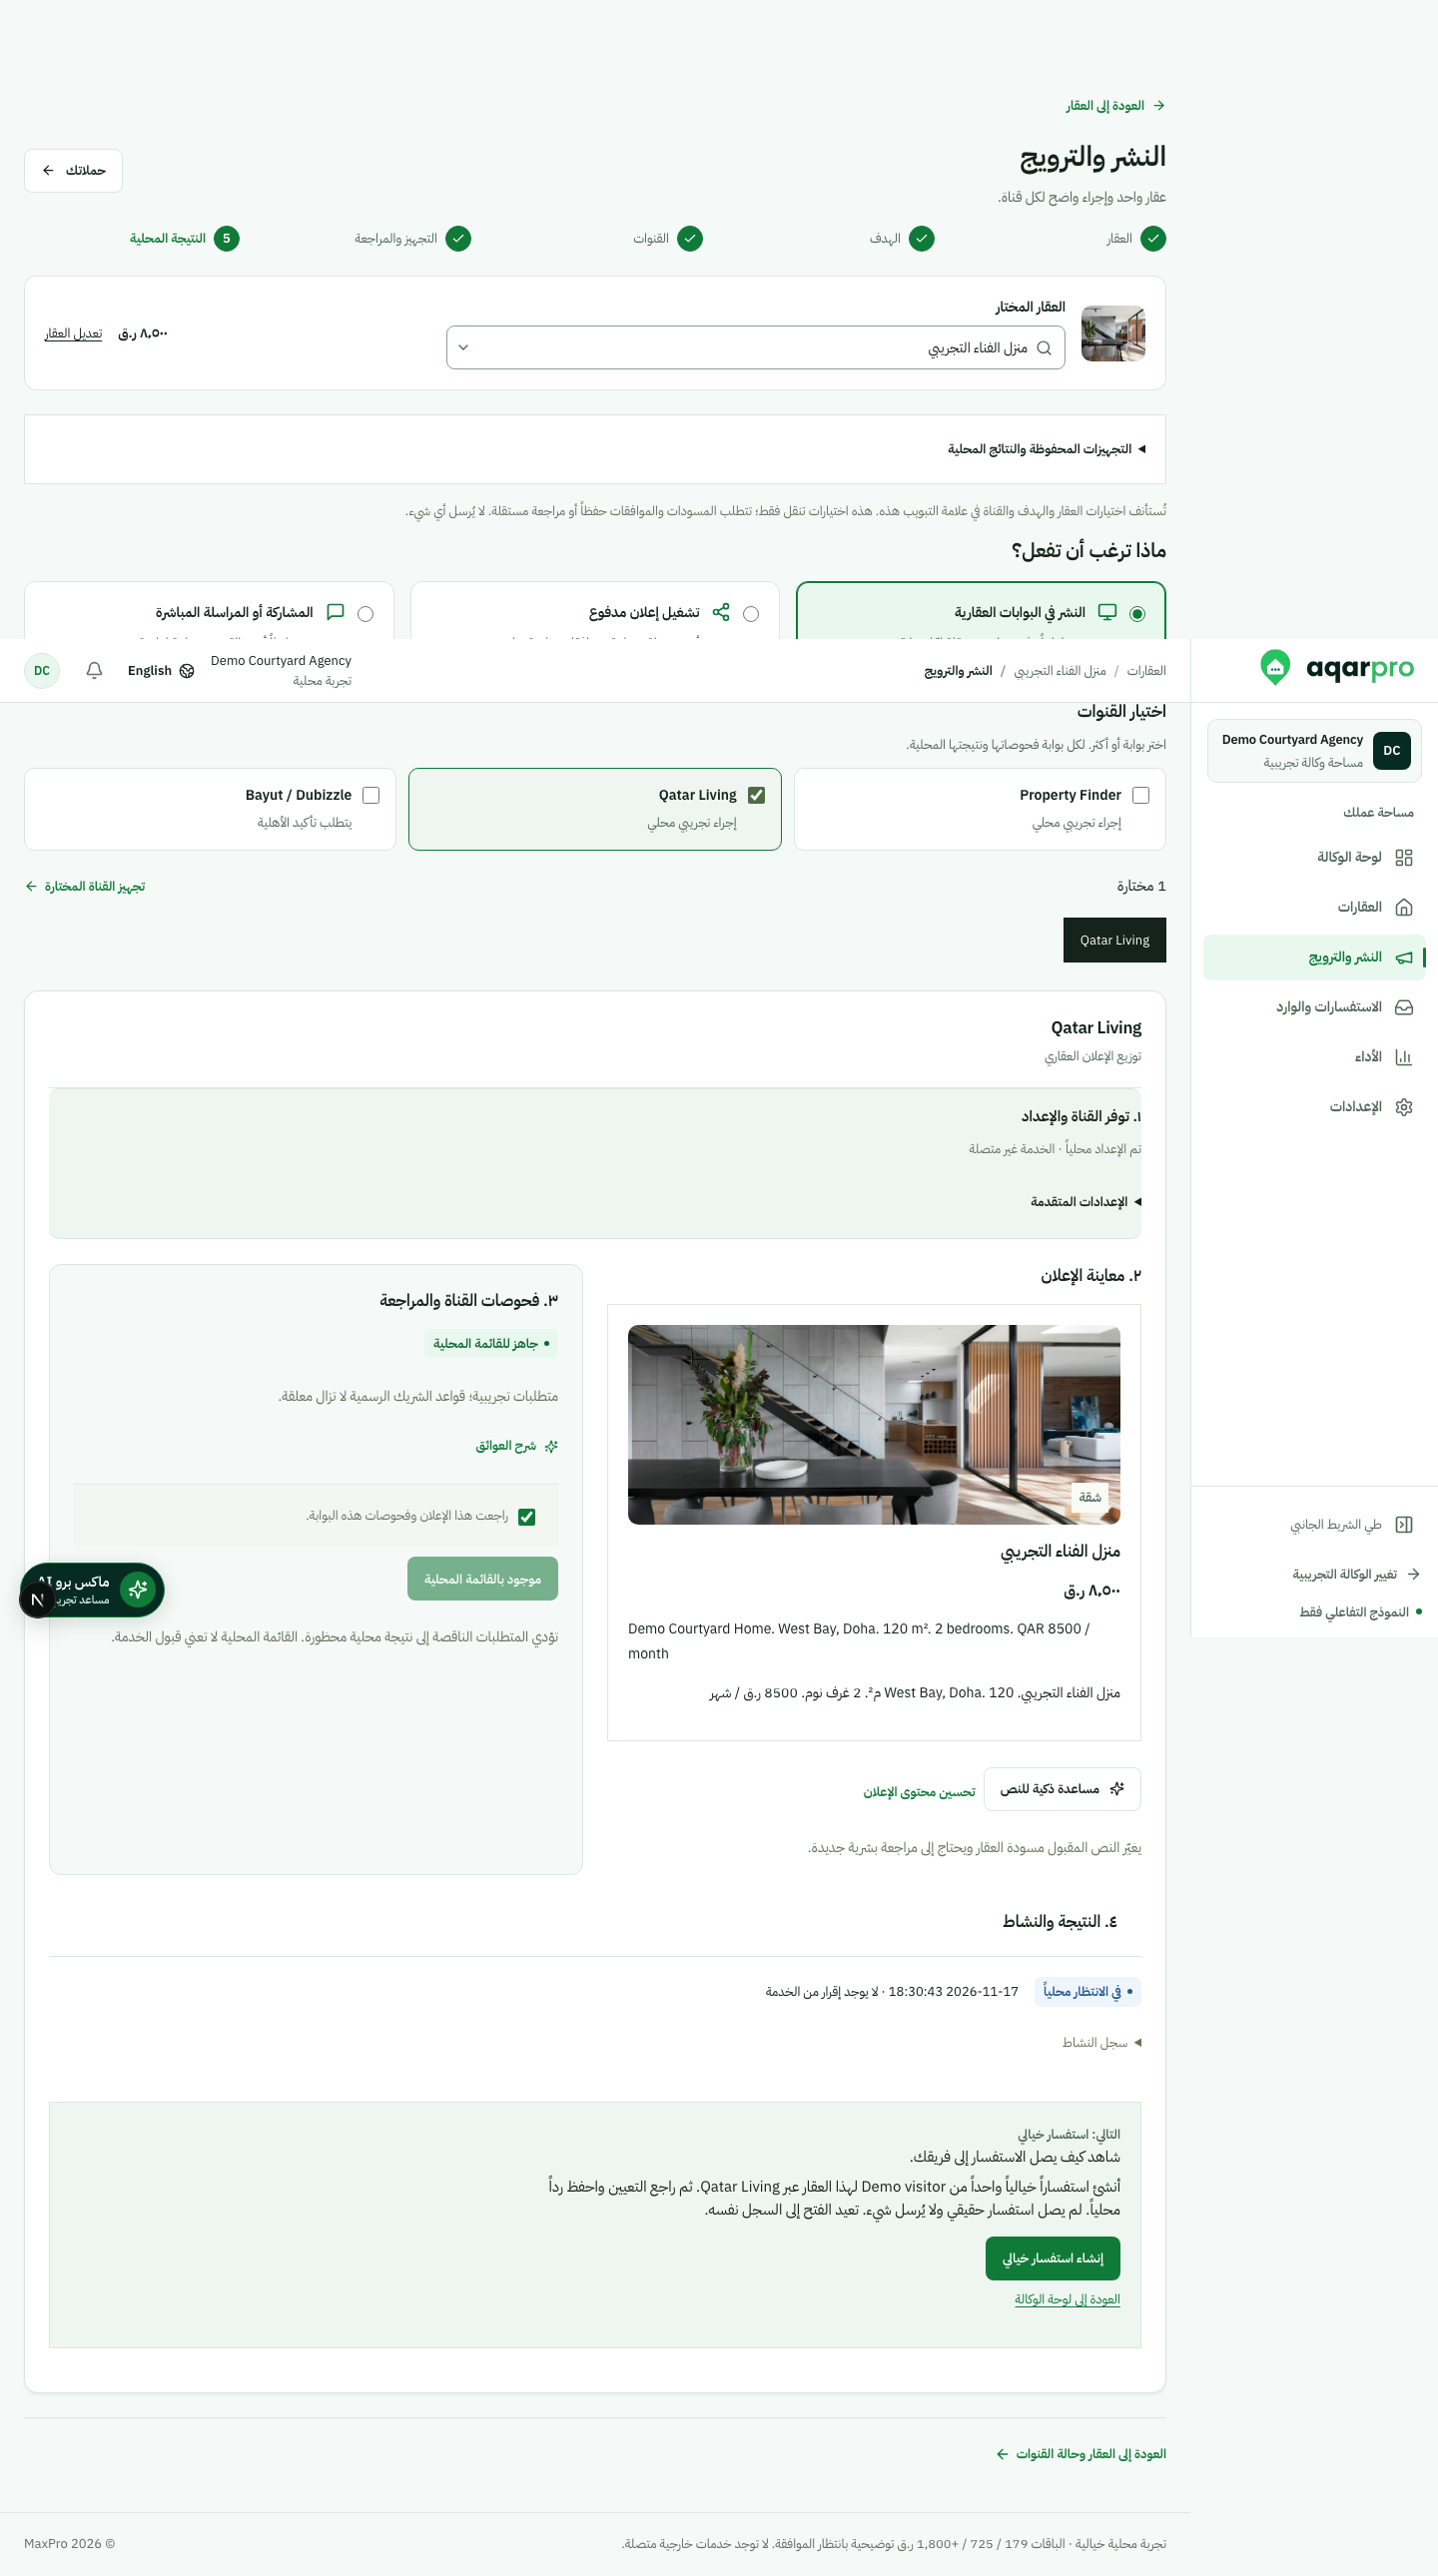 العودة إلى العقار
النشر والترويج
حملاتك
عقار واحد وإجراء واضح لكل قناة.
العقار
الهدف
القنوات
التجهيز والمراجعة
5 النتيجة المحلية
العقار المختار
منزل الفناء التجريبي
٨,٥٠٠ ر.ق
تعديل العقار
التجهيزات المحفوظة والنتائج المحلية
تُستأنف اختيارات العقار والهدف والقناة في علامة التبويب هذه. هذه اختيارات تنقل فقط؛ تتطلب المسودات والموافقات حفظاً أو مراجعة مستقلة. لا يُرسل أي شيء.
ماذا ترغب أن تفعل؟
النشر في البوابات العقارية
تشغيل إعلان مدفوع
المشاركة أو المراسلة المباشرة
aqarpro
العقارات / منزل الفناء التجريبي / النشر والترويج
Demo Courtyard Agency
تجربة محلية
English
DC
DC
Demo Courtyard Agency
مساحة وكالة تجريبية
مساحة عملك
لوحة الوكالة
العقارات
النشر والترويج
الاستفسارات والوارد
الأداء
الإعدادات
طي الشريط الجانبي
تغيير الوكالة التجريبية
النموذج التفاعلي فقط
اختيار القنوات
اختر بوابة أو أكثر. لكل بوابة فحوصاتها ونتيجتها المحلية.
Property Finder
إجراء تجريبي محلي
Qatar Living
إجراء تجريبي محلي
Bayut / Dubizzle
يتطلب تأكيد الأهلية
1 مختارة
تجهيز القناة المختارة
Qatar Living
Qatar Living
توزيع الإعلان العقاري
١. توفر القناة والإعداد
تم الإعداد محلياً · الخدمة غير متصلة
الإعدادات المتقدمة
٢. معاينة الإعلان
شقة
منزل الفناء التجريبي
٨,٥٠٠ ر.ق
Demo Courtyard Home. West Bay, Doha. 120 m². 2 bedrooms. QAR 8500 /
month
منزل الفناء التجريبي. West Bay, Doha. 120 م². 2 غرف نوم. 8500 ر.ق / شهر
مساعدة ذكية للنص
تحسين محتوى الإعلان
يغيّر النص المقبول مسودة العقار ويحتاج إلى مراجعة بشرية جديدة.
٣. فحوصات القناة والمراجعة
جاهز للقائمة المحلية
متطلبات تجريبية؛ قواعد الشريك الرسمية لا تزال معلقة.
شرح العوائق
راجعت هذا الإعلان وفحوصات هذه البوابة.
موجود بالقائمة المحلية
تؤدي المتطلبات الناقصة إلى نتيجة محلية محظورة. القائمة المحلية لا تعني قبول الخدمة.
ماكس برو
مساعد
N
٤. النتيجة والنشاط
في الانتظار محلياً
2026-11-17 18:30:43 · لا يوجد إقرار من الخدمة
سجل النشاط
التالي: استفسار خيالي
شاهد كيف يصل الاستفسار إلى فريقك.
أنشئ استفساراً خيالياً واحداً من Demo visitor لهذا العقار عبر Qatar Living. ثم راجع التعيين واحفظ رداً
محلياً. لم يصل استفسار حقيقي ولا يُرسل شيء. تعيد الفتح إلى السجل نفسه.
إنشاء استفسار خيالي
العودة إلى لوحة الوكالة
العودة إلى العقار وحالة القنوات
تجربة محلية خيالية · الباقات 179 / 725 / +1,800 ر.ق توضيحية بانتظار الموافقة. لا توجد خدمات خارجية متصلة.
© 2026 MaxPro